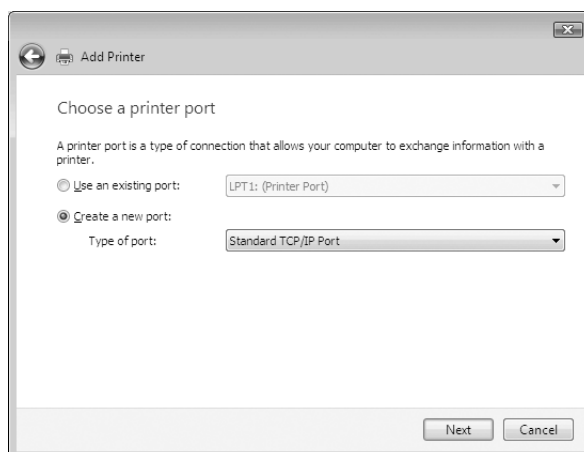 Add Printer
Choose a printer port
A printer port is a type of connection that allows your computer to exchange information with a
printer.
Use an existing port: LPT1: (Printer Port)
Create a new port:
Type of port: Standard TCP/IP Port
Next Cancel